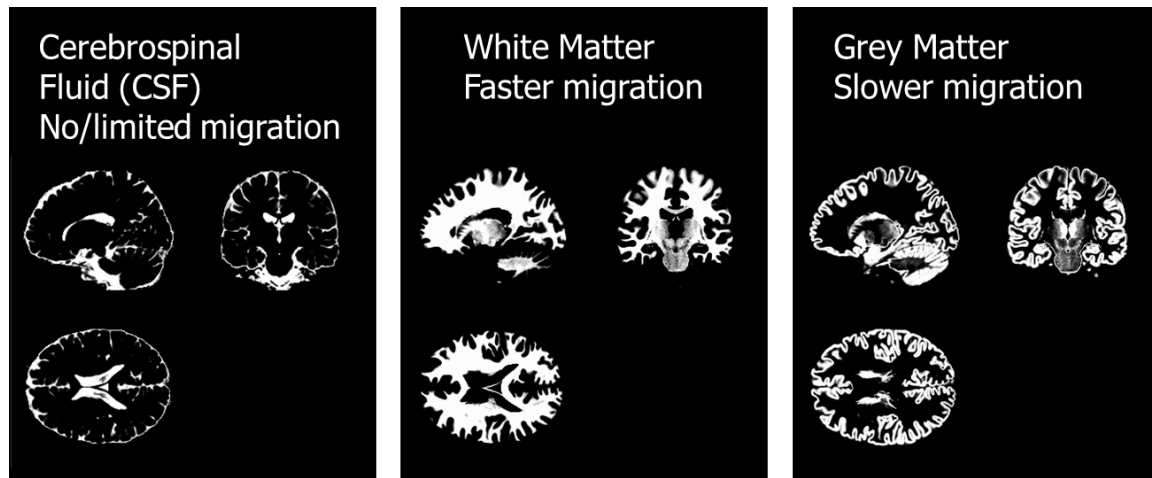 Cerebrospinal
Fluid (CSF)
No/limited migration
White Matter
Faster migration
Grey Matter
Slower migration